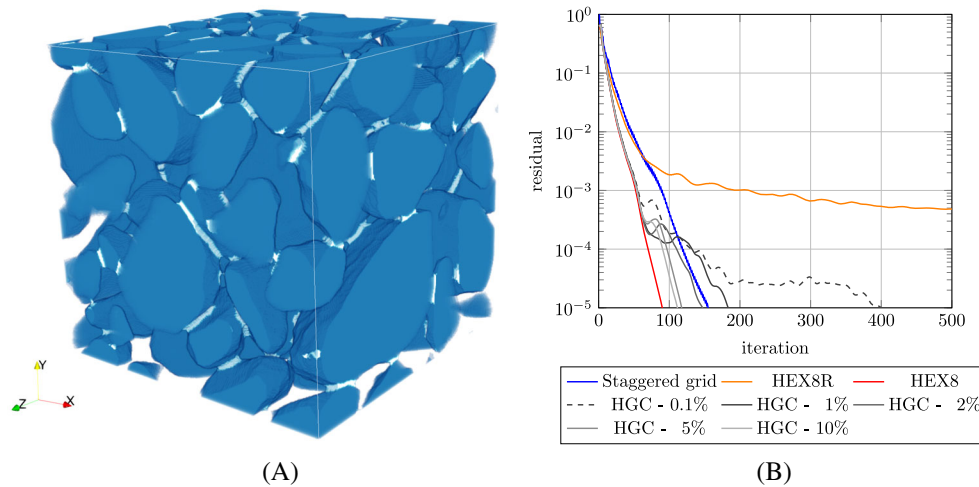 (B)
10^0
10^-1
10^-2
10^-3
10^-4
10^-5
residual
0 100 200 300 400 500
iteration
Staggered grid HEX8R HEX8
HGC - 0.1% HGC - 1% HGC - 2%
HGC - 5% HGC - 10%
Y
Z X
(A) (B)